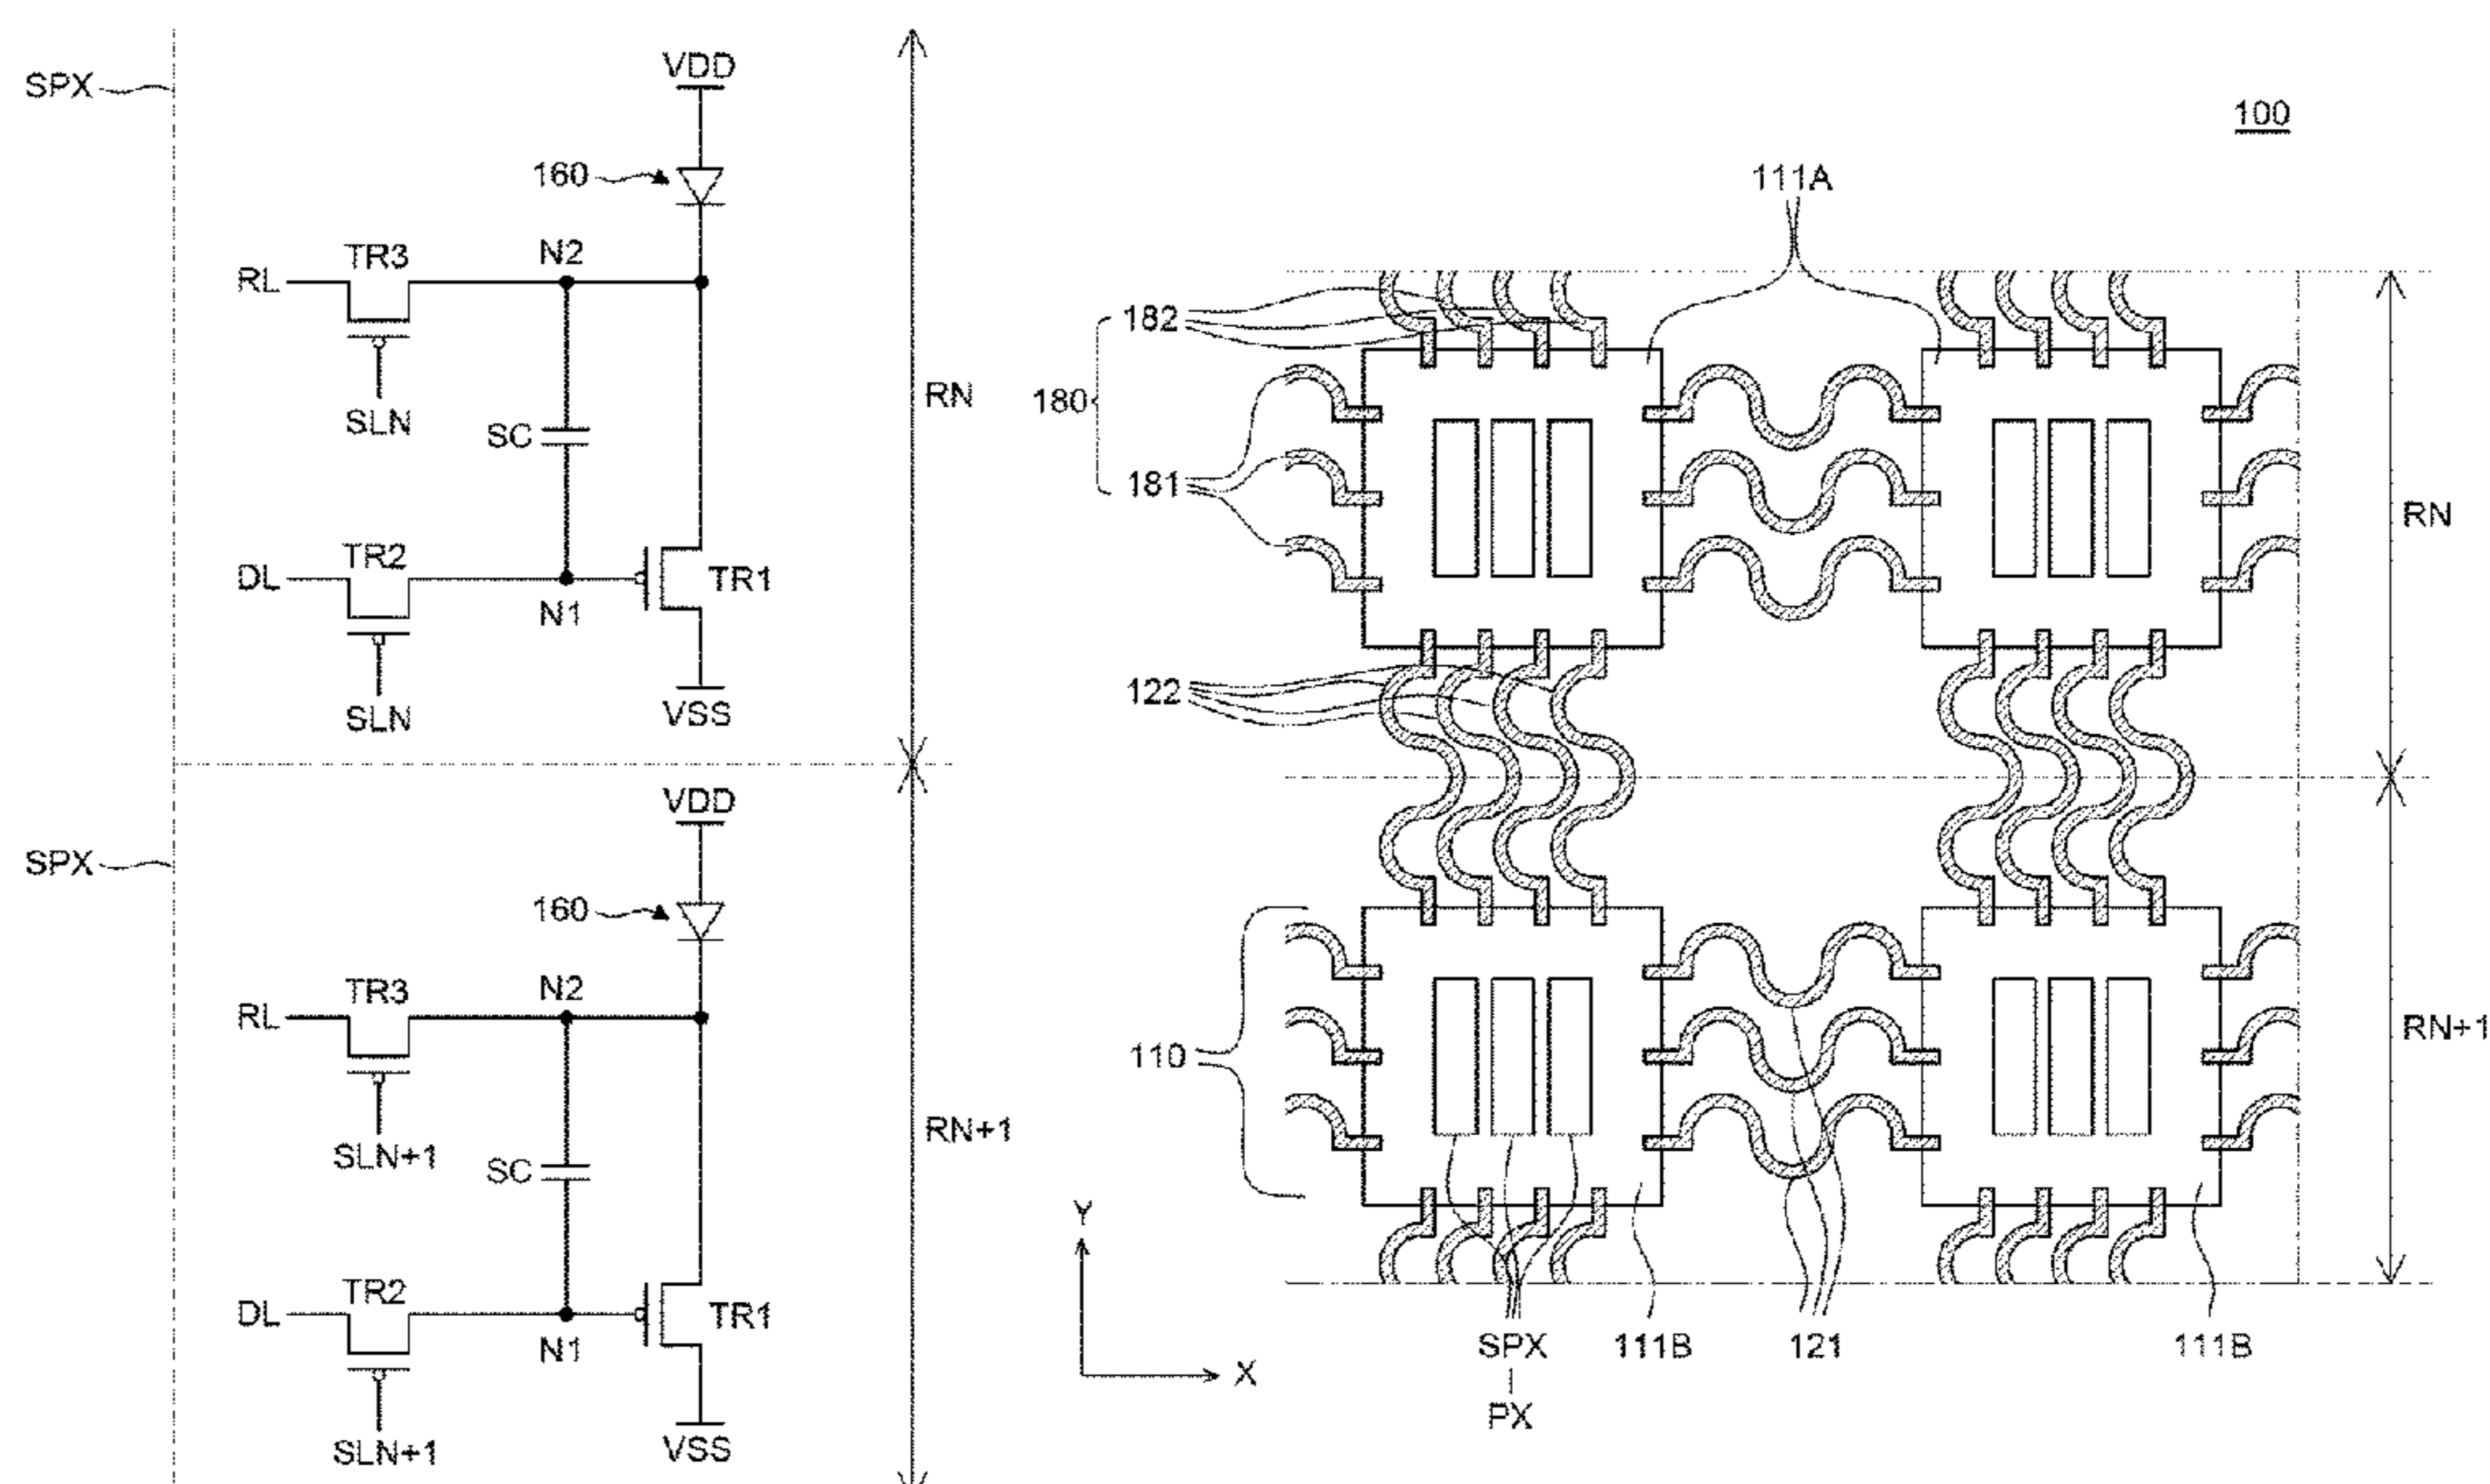 SPX
VDD
160
TR3
N2
RL
SLN
SC
RN
TR2
DL
N1
TR1
SLN
VSS
SPX
VDD
160
TR3
N2
RL
SLN+1
SC
RN+1
TR2
DL
N1
TR1
SLN+1
VSS
100
111A
182
180
181
RN
122
110
RN+1
Y
X
SPX
PX
111B
121
111B